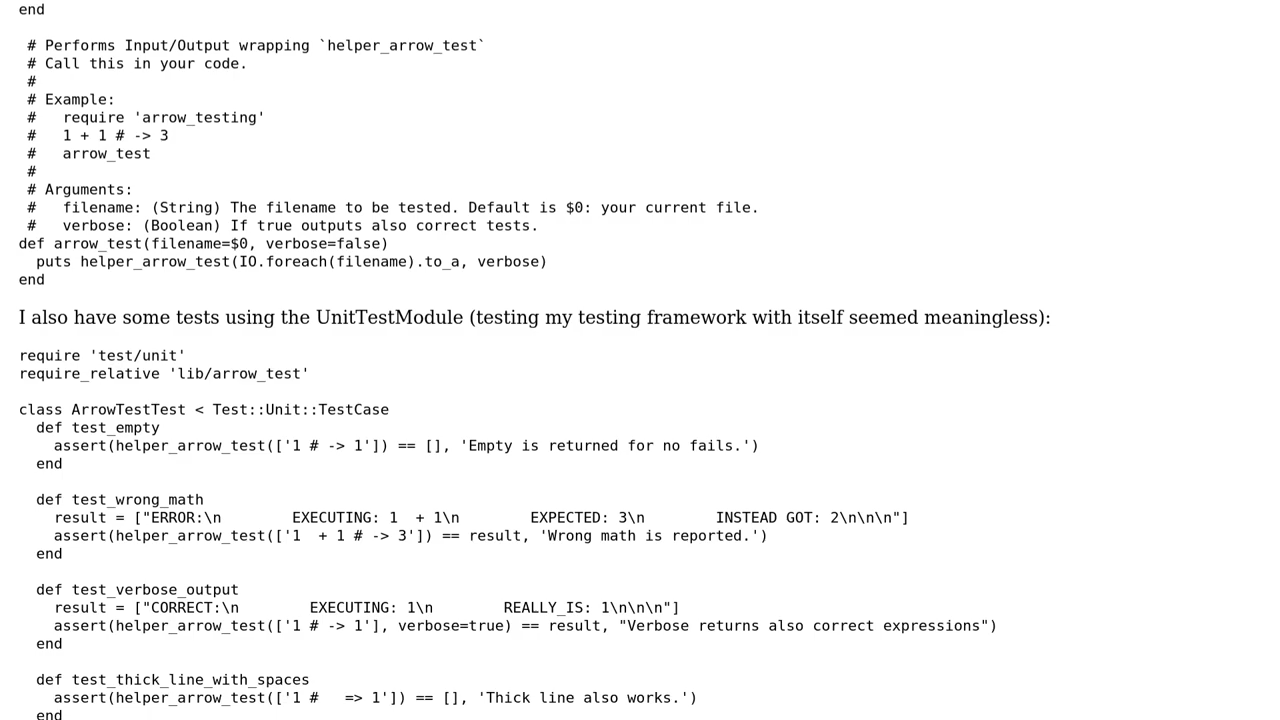 end

 # Performs Input/Output wrapping `helper_arrow_test`
 # Call this in your code.
 #
 # Example:
 #   require 'arrow_testing'
 #   1 + 1 # -> 3
 #   arrow_test
 #
 # Arguments:
 #   filename: (String) The filename to be tested. Default is $0: your current file.
 #   verbose: (Boolean) If true outputs also correct tests.
def arrow_test(filename=$0, verbose=false)
  puts helper_arrow_test(IO.foreach(filename).to_a, verbose)
end

I also have some tests using the UnitTestModule (testing my testing framework with itself seemed meaningless):

require 'test/unit'
require_relative 'lib/arrow_test'

class ArrowTestTest < Test::Unit::TestCase
  def test_empty
    assert(helper_arrow_test(['1 # -> 1']) == [], 'Empty is returned for no fails.')
  end

  def test_wrong_math
    result = ["ERROR:\n        EXECUTING: 1  + 1\n        EXPECTED: 3\n        INSTEAD GOT: 2\n\n\n"]
    assert(helper_arrow_test(['1  + 1 # -> 3']) == result, 'Wrong math is reported.')
  end

  def test_verbose_output
    result = ["CORRECT:\n        EXECUTING: 1\n        REALLY_IS: 1\n\n\n"]
    assert(helper_arrow_test(['1 # -> 1'], verbose=true) == result, "Verbose returns also correct expressions")
  end

  def test_thick_line_with_spaces
    assert(helper_arrow_test(['1 #   => 1']) == [], 'Thick line also works.')
  end